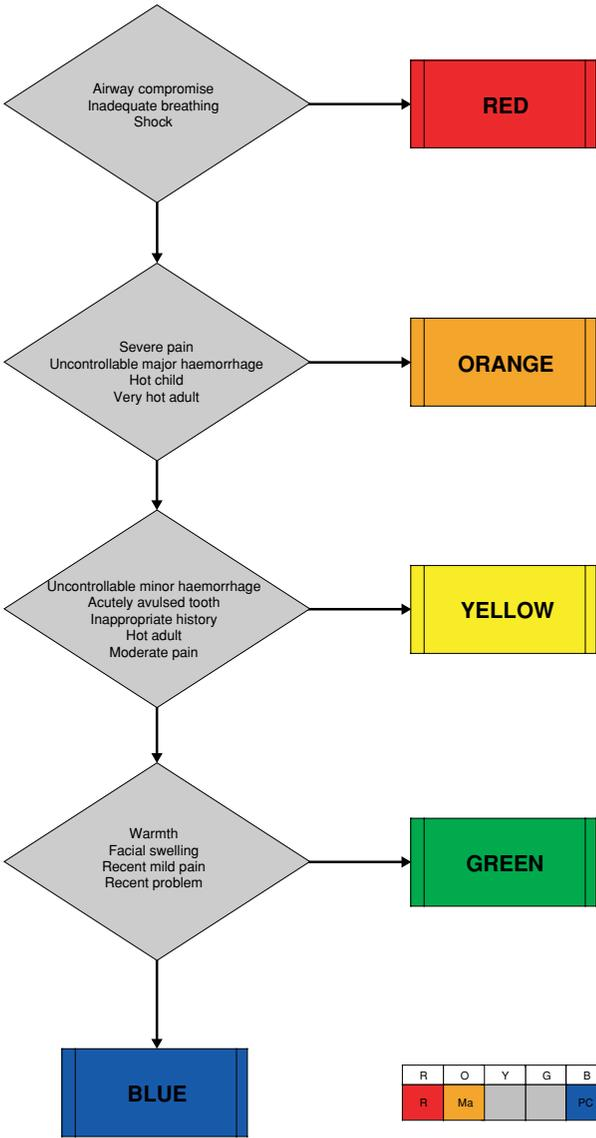 Airway compromise
Inadequate breathing
Shock
RED
Severe pain
Uncontrollable major haemorrhage
Hot child
Very hot adult
ORANGE
Uncontrollable minor haemorrhage
Acutely avulsed tooth
Inappropriate history
Hot adult
Moderate pain
YELLOW
Warmth
Facial swelling
Recent mild pain
Recent problem
GREEN
BLUE
R O Y G B
R Ma PC